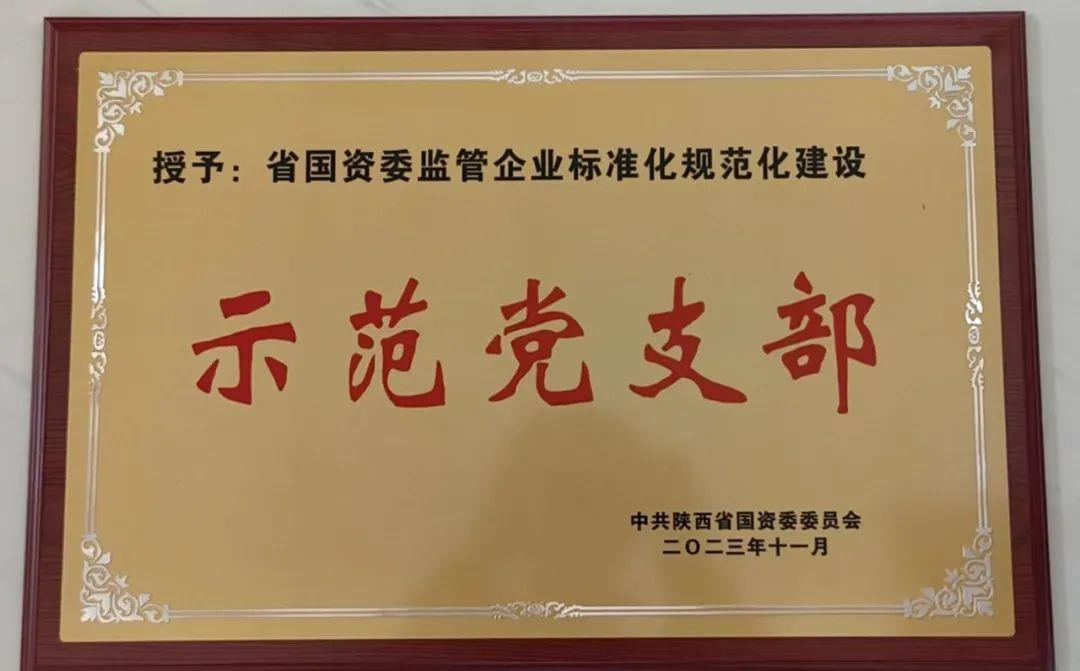 授予：省国资委监管企业标准化规范化建设
示范党支部
中共陕西省国资委委员会
二〇二三年十一月